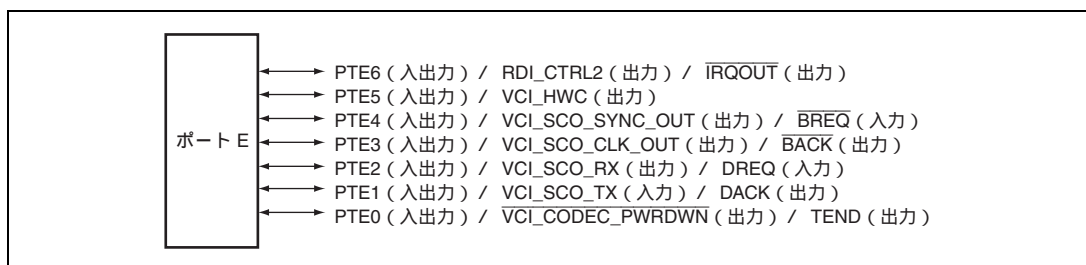 ポート E
PTE6 ( 入出力 ) / RDI_CTRL2 ( 出力 ) / IRQOUT ( 出力 )
PTE5 ( 入出力 ) / VCI_HWC ( 出力 )
PTE4 ( 入出力 ) / VCI_SCO_SYNC_OUT ( 出力 ) / BREQ ( 入力 )
PTE3 ( 入出力 ) / VCI_SCO_CLK_OUT ( 出力 ) / BACK ( 出力 )
PTE2 ( 入出力 ) / VCI_SCO_RX ( 出力 ) / DREQ ( 入力 )
PTE1 ( 入出力 ) / VCI_SCO_TX ( 入力 ) / DACK ( 出力 )
PTE0 ( 入出力 ) / VCI_CODEC_PWRDWN ( 出力 ) / TEND ( 出力 )